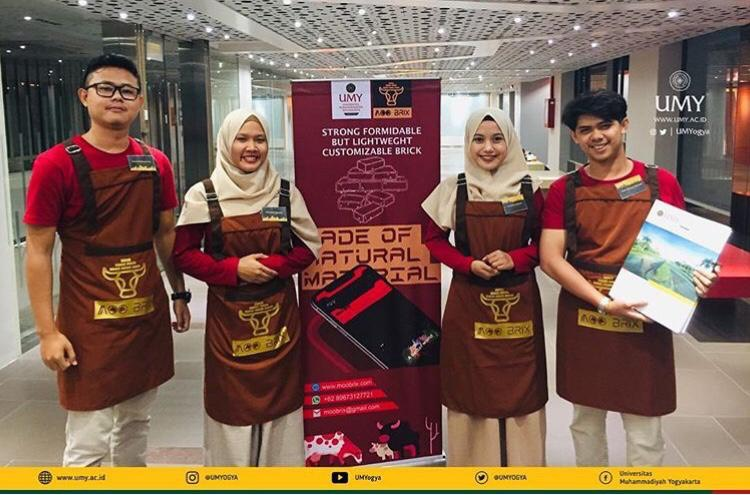 UMY
WWW.UMY.AC.ID
UMYogya
UMY
MOO BRIX
STRONG FORMIDABLE
BUT LIGHTWEGHT
CUSTOMIZABLE BRICK
ADE OF
NATURAL
MATERIAL
www.moobrix.com
+62 89673127721
moobrix@gmail.com
MOO BRIX
MOO BRIX
MOO BRIX
MOO BRIX
UMY
www.umy.ac.id
@UMYOGYA
UMYogya
@UMYOGYA
Universitas
Muhammadiyah Yogyakarta